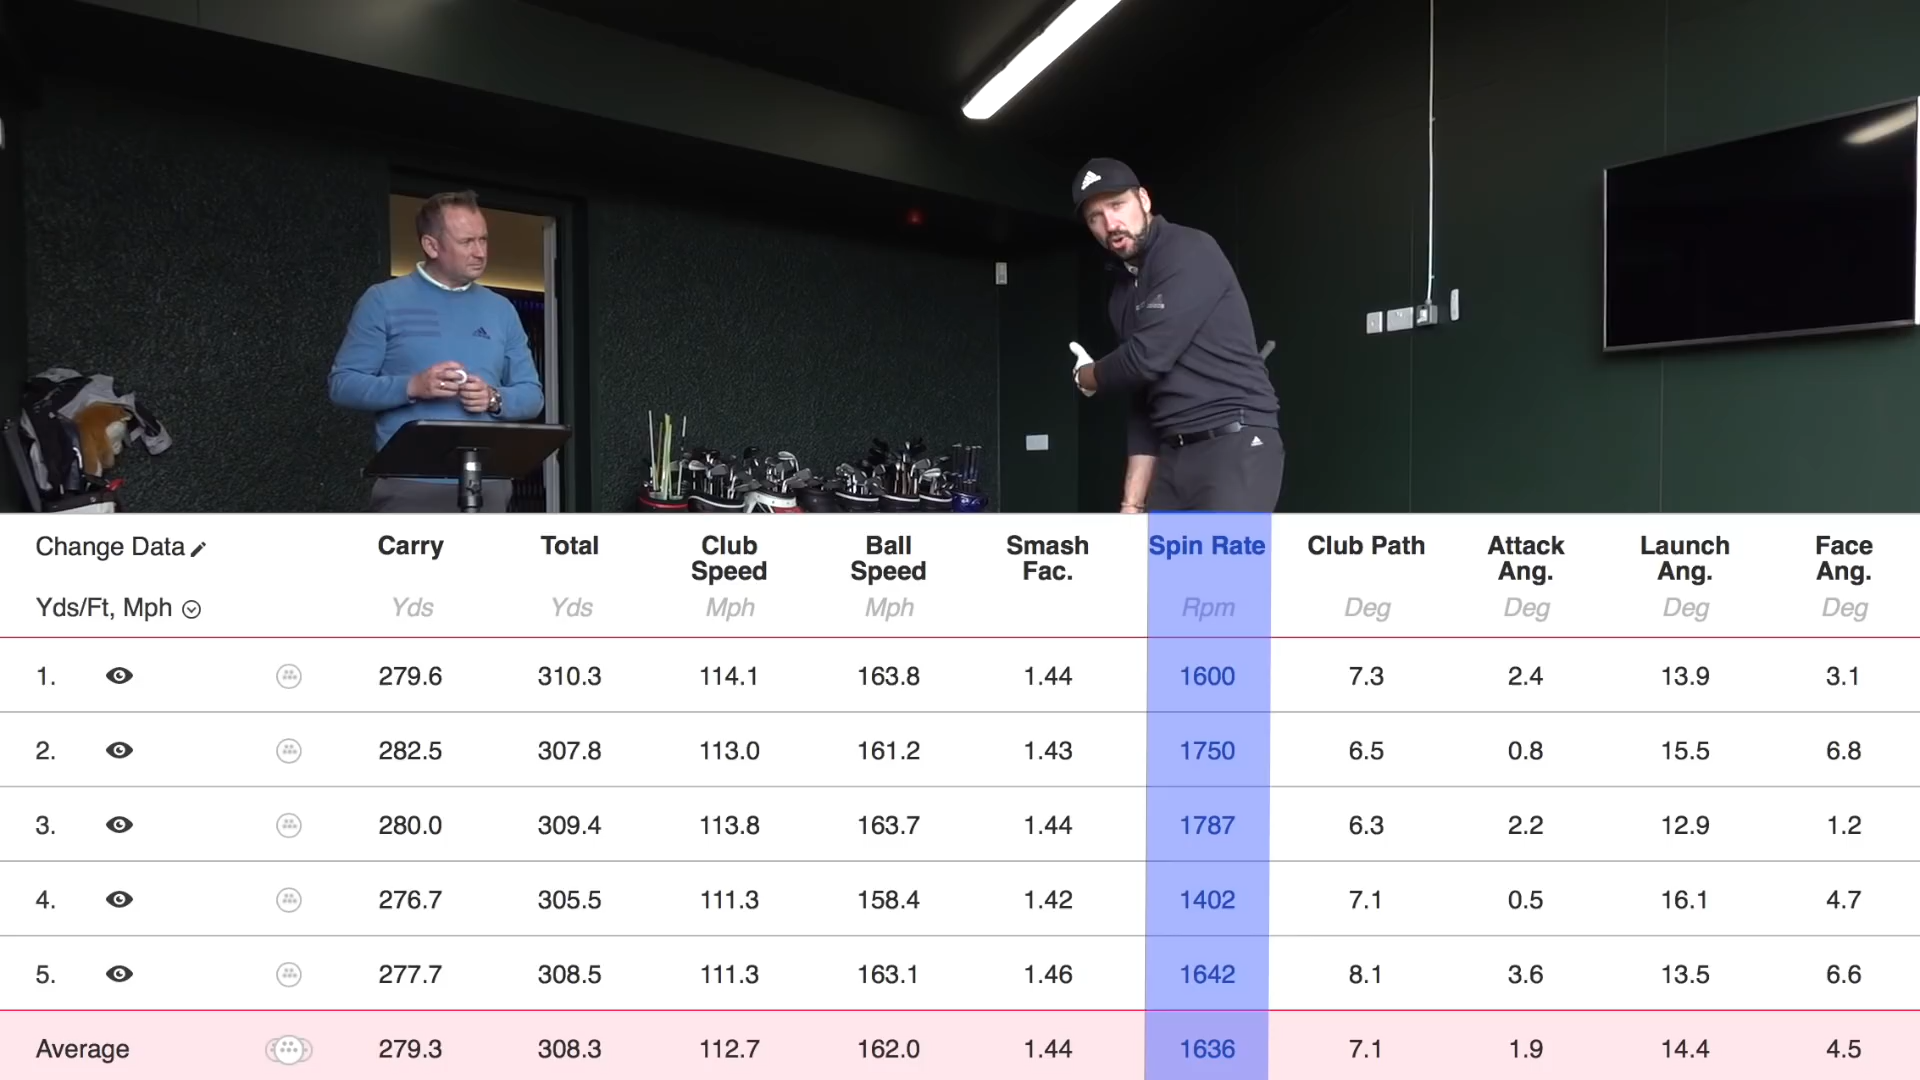 Change Data Carry Total Club Speed Ball Speed Smash Fac. Spin Rate Club Path Attack Ang. Launch Ang. Face Ang.
Yds/Ft, Mph Yds Yds Mph Mph Rpm Deg Deg Deg Deg
1. 279.6 310.3 114.1 163.8 1.44 1600 7.3 2.4 13.9 3.1
2. 282.5 307.8 113.0 161.2 1.43 1750 6.5 0.8 15.5 6.8
3. 280.0 309.4 113.8 163.7 1.44 1787 6.3 2.2 12.9 1.2
4. 276.7 305.5 111.3 158.4 1.42 1402 7.1 0.5 16.1 4.7
5. 277.7 308.5 111.3 163.1 1.46 1642 8.1 3.6 13.5 6.6
Average 279.3 308.3 112.7 162.0 1.44 1636 7.1 1.9 14.4 4.5